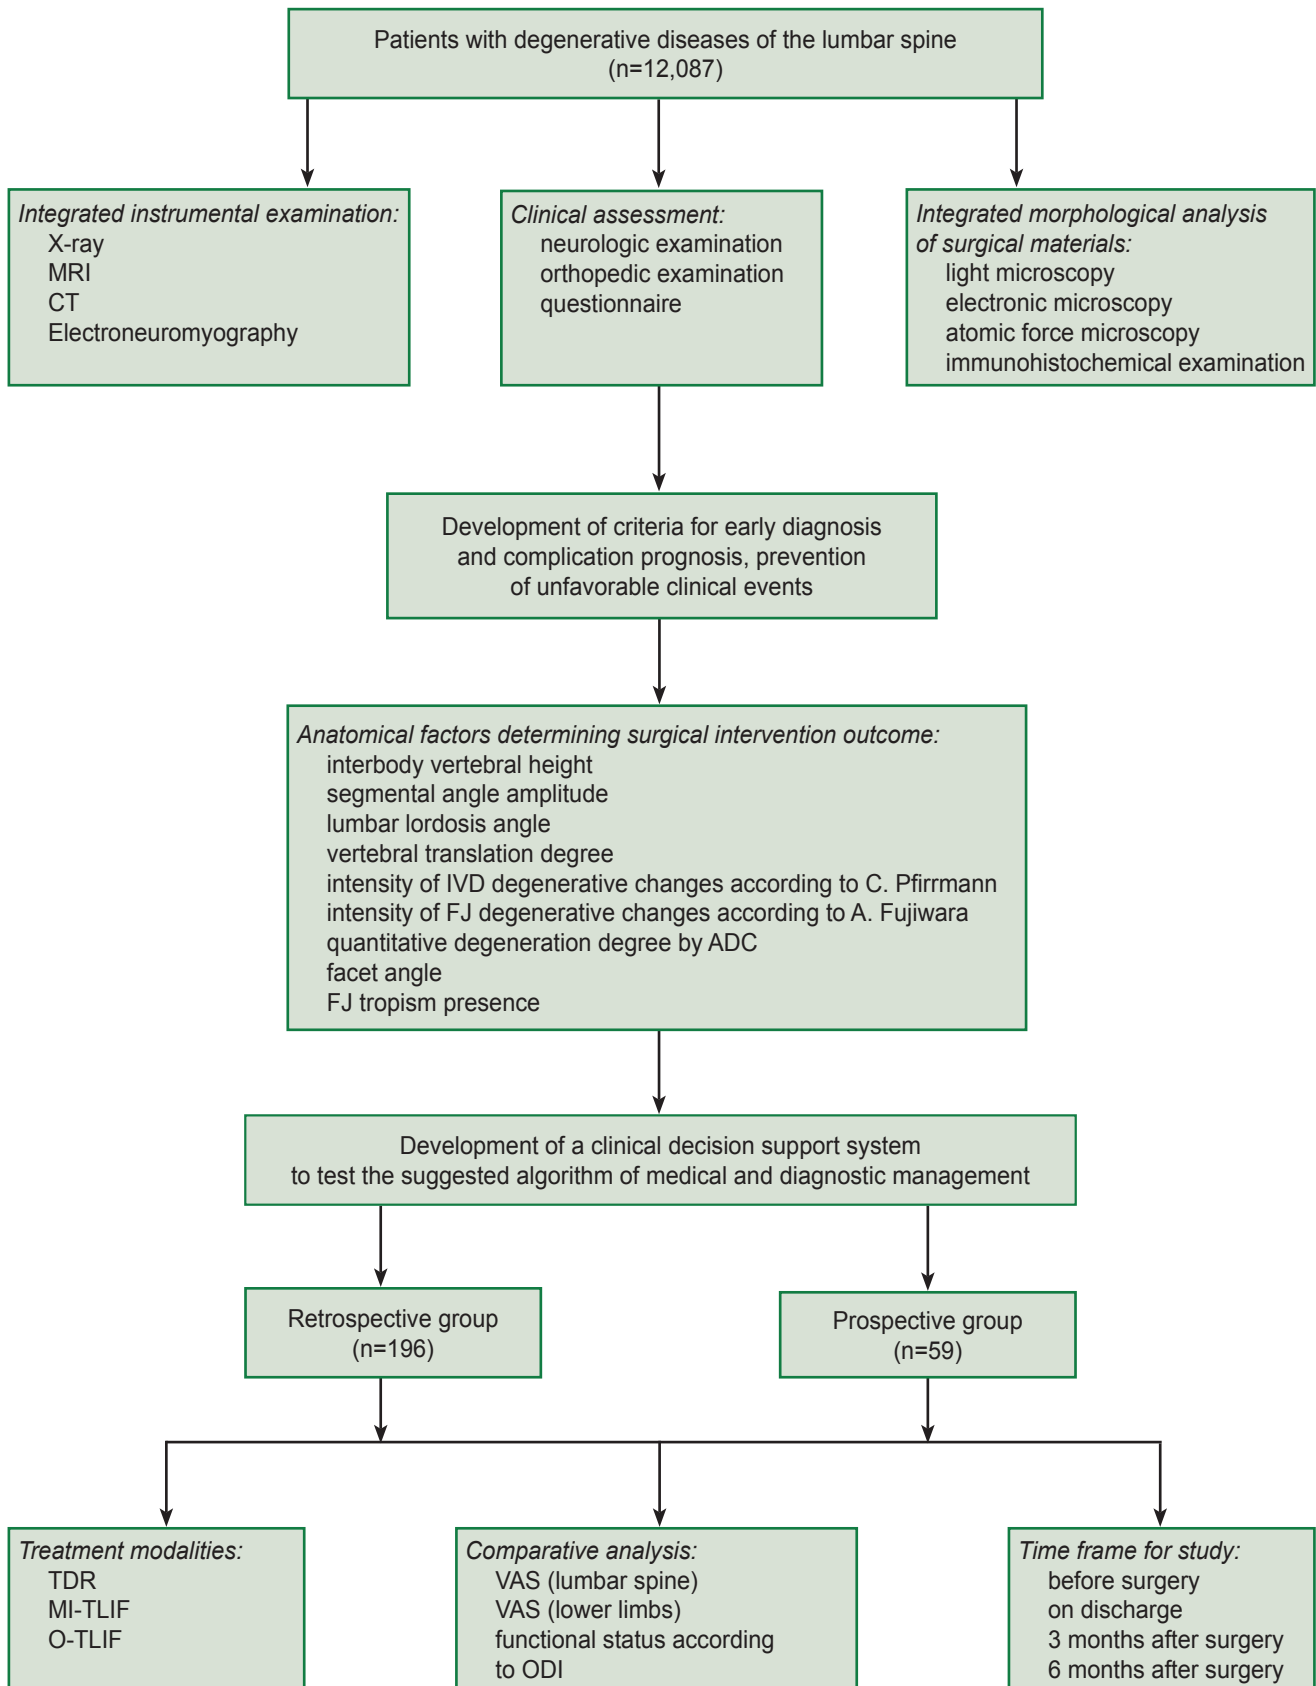 Patients with degenerative diseases of the lumbar spine
(n=12,087)
Integrated instrumental examination:
X-ray
MRI
CT
Electroneuromyography
Clinical assessment:
neurologic examination
orthopedic examination
questionnaire
Integrated morphological analysis
of surgical materials:
light microscopy
electronic microscopy
atomic force microscopy
immunohistochemical examination
Development of criteria for early diagnosis
and complication prognosis, prevention
of unfavorable clinical events
Anatomical factors determining surgical intervention outcome:
interbody vertebral height
segmental angle amplitude
lumbar lordosis angle
vertebral translation degree
intensity of IVD degenerative changes according to C. Pfirrmann
intensity of FJ degenerative changes according to A. Fujiwara
quantitative degeneration degree by ADC
facet angle
FJ tropism presence
Development of a clinical decision support system
to test the suggested algorithm of medical and diagnostic management
Retrospective group
(n=196)
Prospective group
(n=59)
Treatment modalities:
TDR
MI-TLIF
O-TLIF
Comparative analysis:
VAS (lumbar spine)
VAS (lower limbs)
functional status according
to ODI
Time frame for study:
before surgery
on discharge
3 months after surgery
6 months after surgery